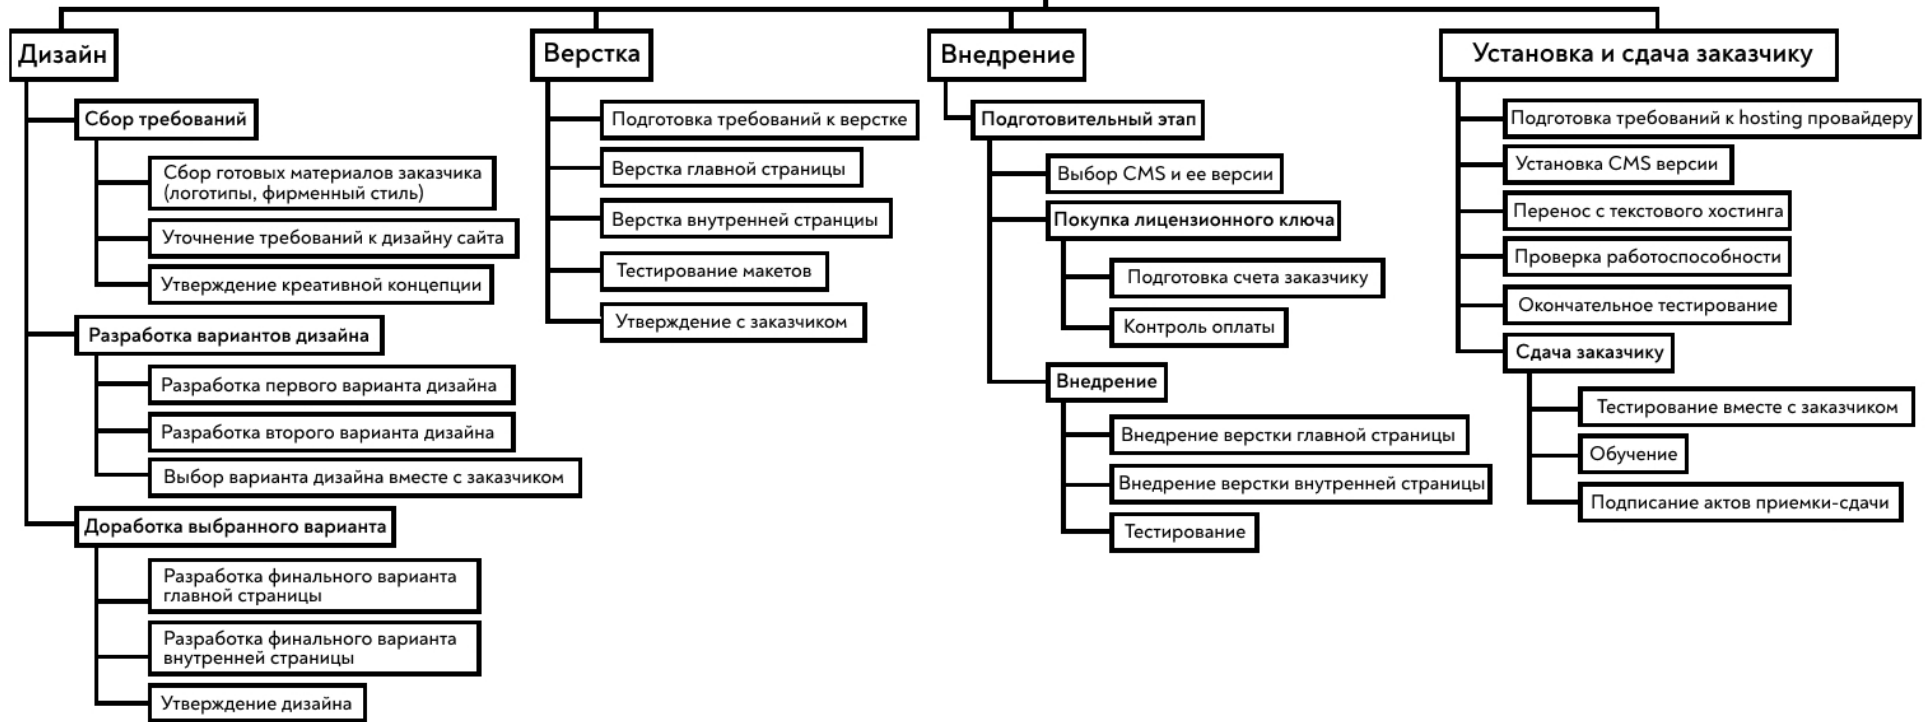 Дизайн
Сбор требований
Сбор готовых материалов заказчика
(логотипы, фирменный стиль)
Уточнение требований к дизайну сайта
Утверждение креативной концепции
Разработка вариантов дизайна
Разработка первого варианта дизайна
Разработка второго варианта дизайна
Выбор варианта дизайна вместе с заказчиком
Доработка выбранного варианта
Разработка финального варианта
главной страницы
Разработка финального варианта
внутренней страницы
Утверждение дизайна
Верстка
Подготовка требований к верстке
Верстка главной страницы
Верстка внутренней странциы
Тестирование макетов
Утверждение с заказчиком
Внедрение
Подготовительный этап
Выбор CMS и ее версии
Покупка лицензионного ключа
Подготовка счета заказчику
Контроль оплаты
Внедрение
Внедрение верстки главной страницы
Внедрение верстки внутренней страницы
Тестирование
Установка и сдача заказчику
Подготовка требований к hosting провайдеру
Установка CMS версии
Перенос с текстового хостинга
Проверка работоспособности
Окончательное тестирование
Сдача заказчику
Тестирование вместе с заказчиком
Обучение
Подписание актов приемки-сдачи